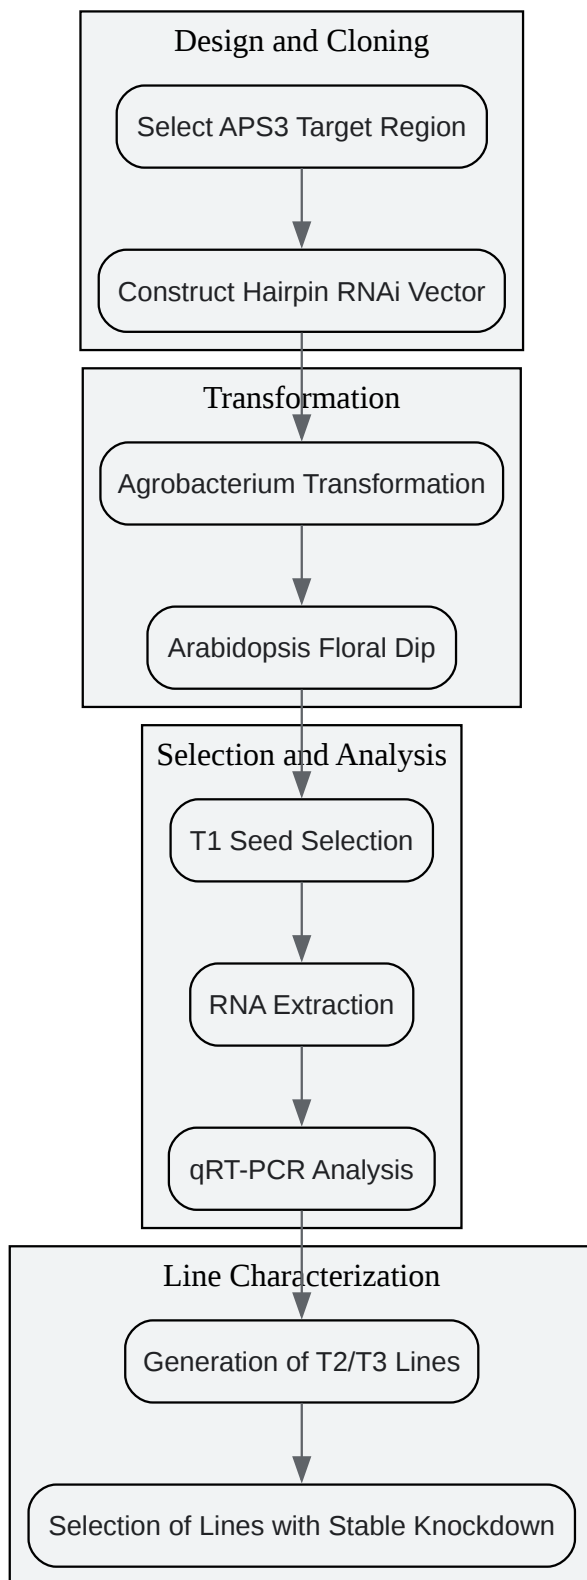 Design and Cloning
Select APS3 Target Region
Construct Hairpin RNAi Vector
Transformation
Agrobacterium Transformation
Arabidopsis Floral Dip
Selection and Analysis
T1 Seed Selection
RNA Extraction
qRT-PCR Analysis
Line Characterization
Generation of T2/T3 Lines
Selection of Lines with Stable Knockdown